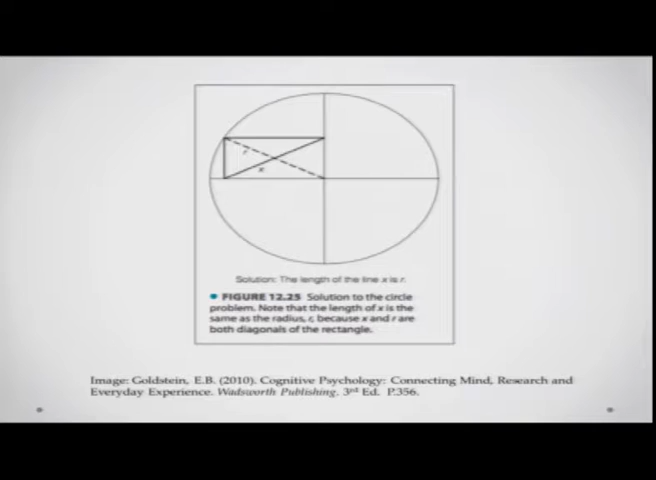 r
x
Solution: The length of the line x is r.
• FIGURE 12.25 Solution to the circle
problem. Note that the length of x is the
same as the radius, r, because x and r are
both diagonals of the rectangle.
Image: Goldstein, E.B. (2010). Cognitive Psychology: Connecting Mind, Research and
Everyday Experience. Wadsworth Publishing. 3rd Ed. P.356.